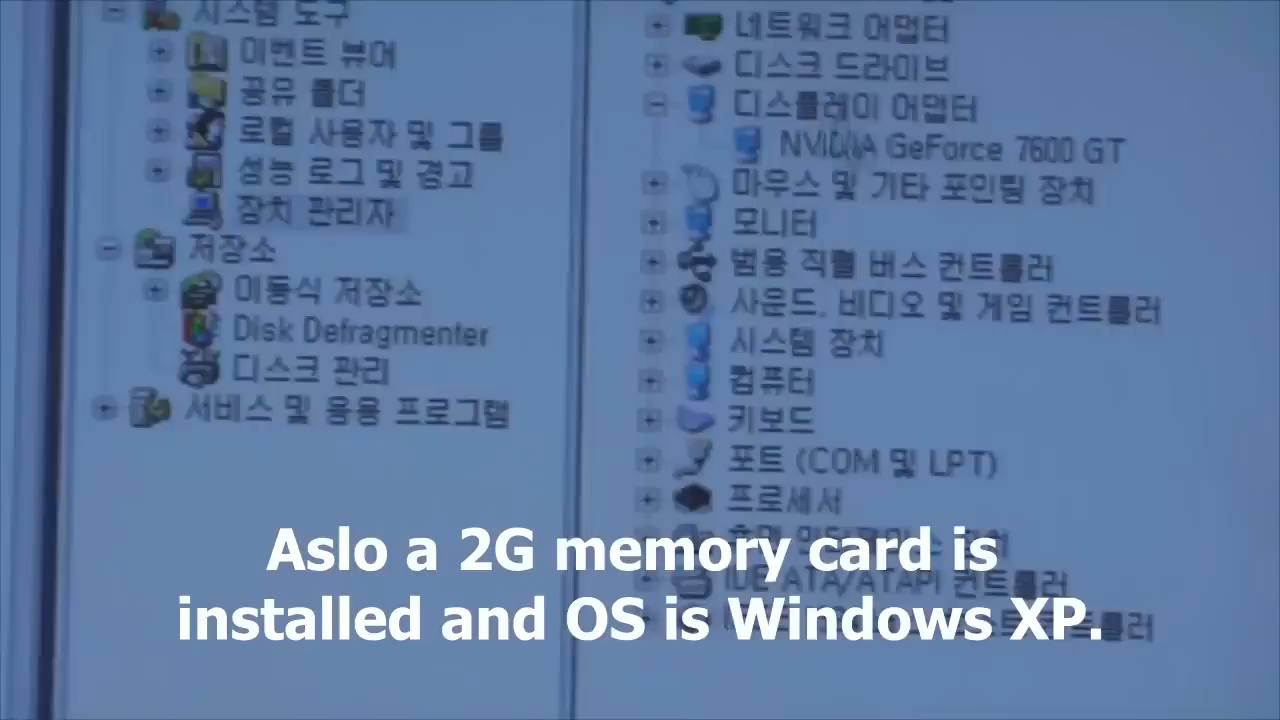 시스템 도구
이벤트 뷰어
공유 폴더
로컬 사용자 및 그룹
성능 로그 및 경고
장치 관리자
저장소
이동식 저장소
Disk Defragmenter
디스크 관리
서비스 및 응용 프로그램
네트워크 어댑터
디스크 드라이브
디스플레이 어댑터
NVIDIA GeForce 7600 GT
마우스 및 기타 포인팅 장치
모니터
범용 직렬 버스 컨트롤러
사운드, 비디오 및 게임 컨트롤러
시스템 장치
컴퓨터
키보드
포트 (COM 및 LPT)
프로세서
IDE ATA/ATAPI 컨트롤러
Aslo a 2G memory card is
installed and OS is Windows XP.